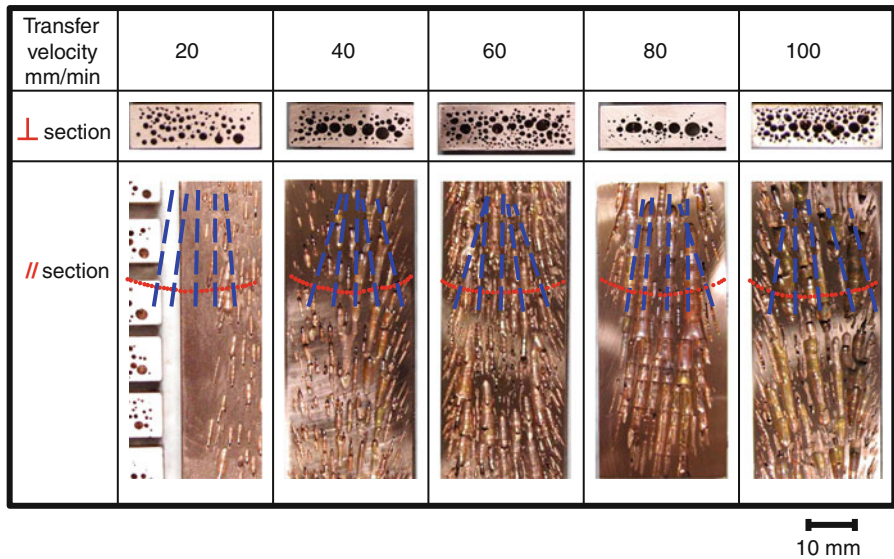 Transfer
velocity
mm/min
20
40
60
80
100
⊥ section
// section
10 mm